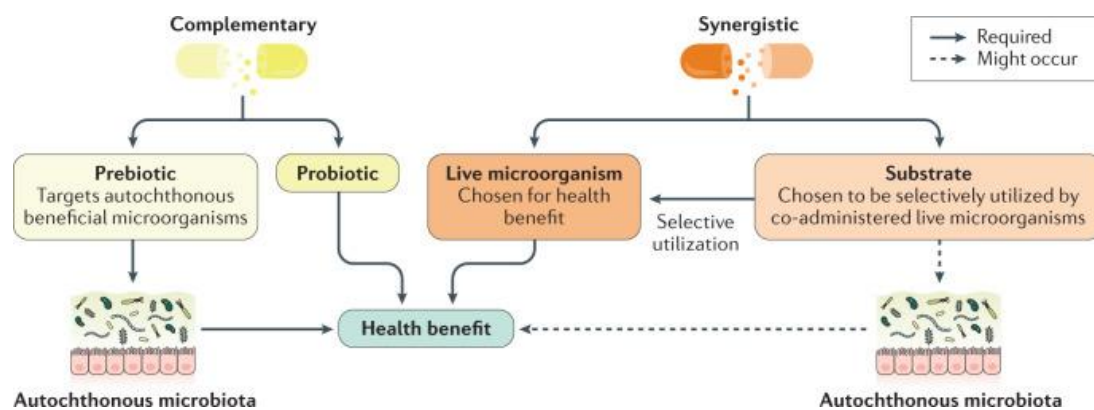 Complementary
Synergistic
Required
Might occur
Prebiotic
Targets autochthonous
beneficial microorganisms
Probiotic
Live microorganism
Chosen for health
benefit
Selective
utilization
Substrate
Chosen to be selectively utilized by
co-administered live microorganisms
Health benefit
Autochthonous microbiota
Autochthonous microbiota